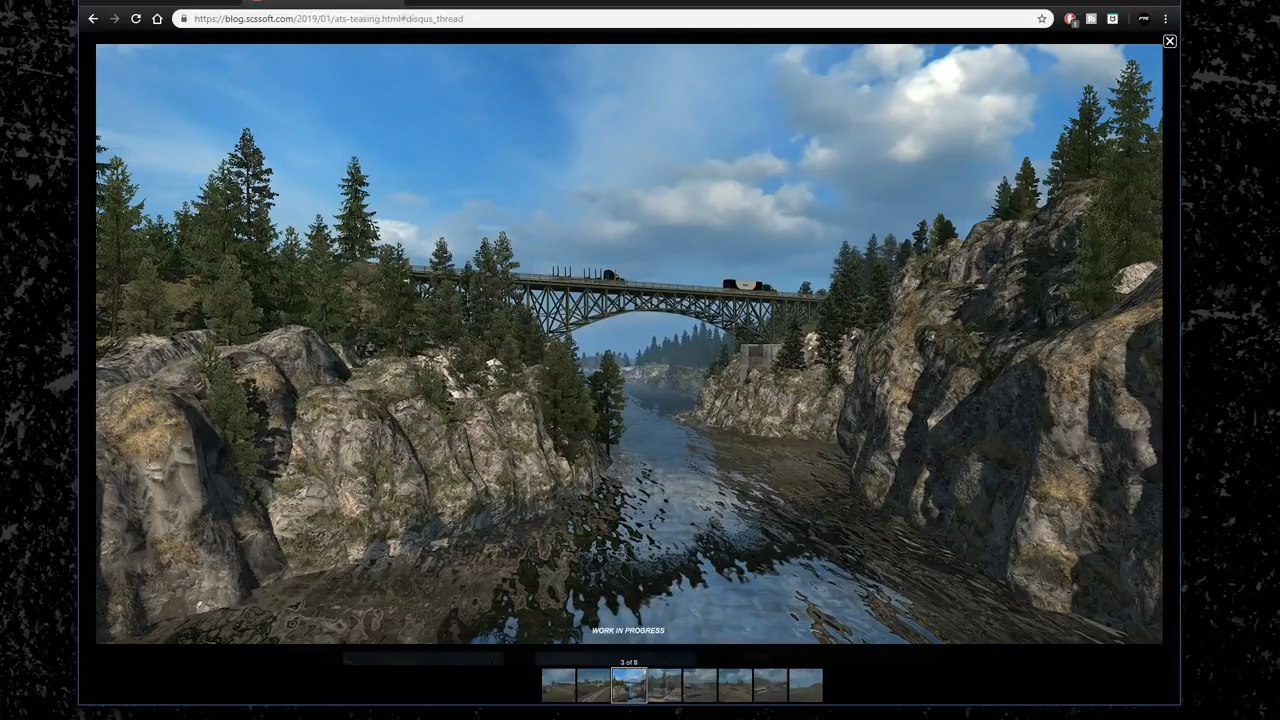 https://blog.scssoft.com/2019/01/ats-teasing.html#disqus_thread
WORK IN PROGRESS
3 of 8